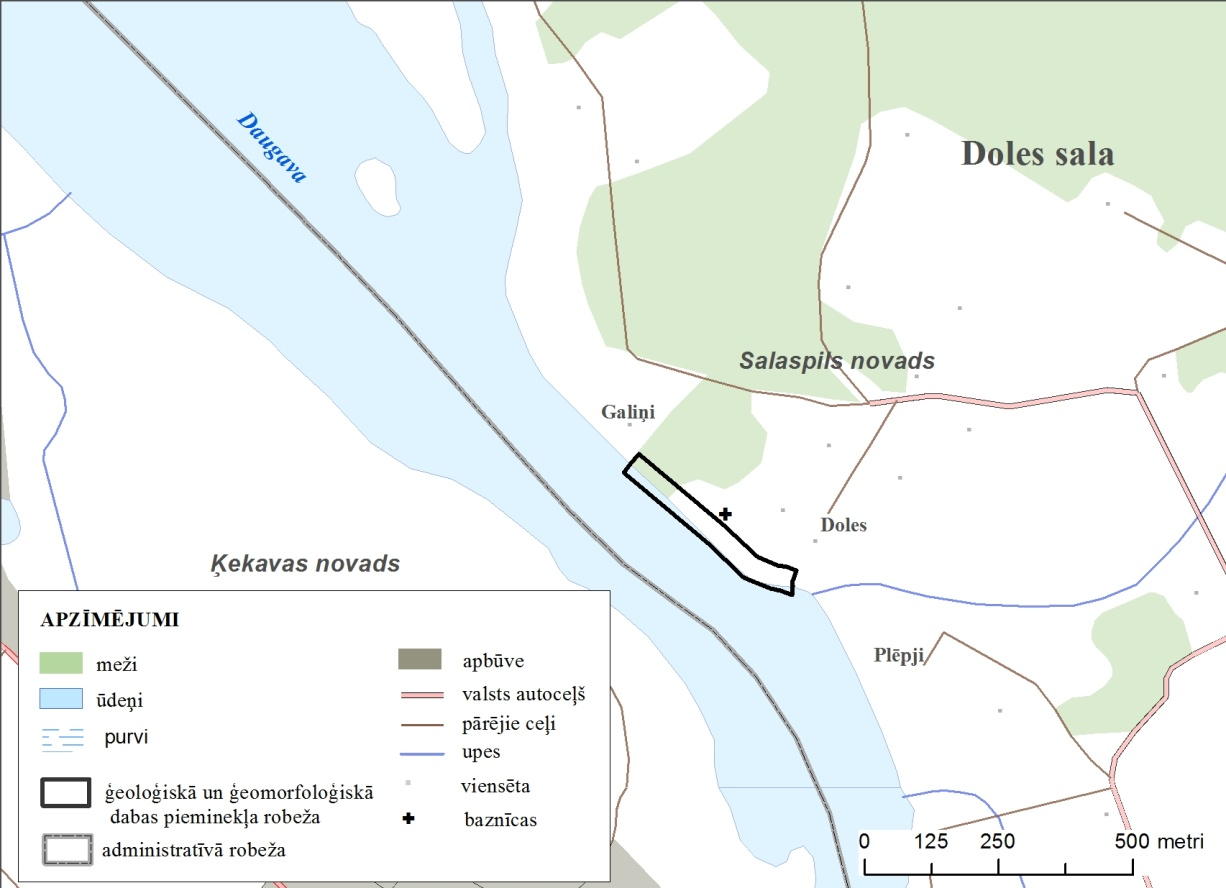 Daugava
Doles sala
Salaspils novads
Galiņi
Doles
Ķekavas novads
Plēpji
APZĪMĒJUMI
meži
ūdeņi
purvi
ģeoloģiskā un ģeomorfoloģiskā
dabas pieminekļa robeža
administratīvā robeža
apbūve
valsts autoceļš
pārējie ceļi
upes
viensēta
baznīcas
0 125 250 500 metri